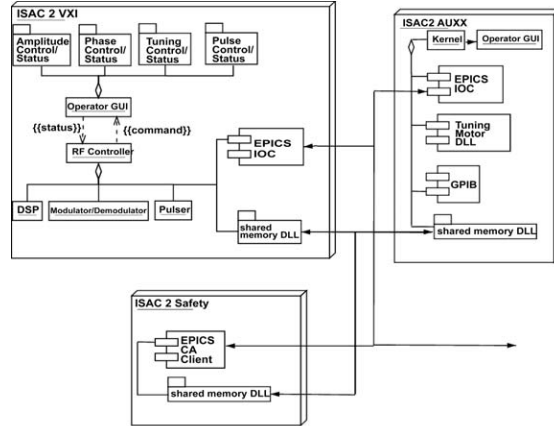 ISAC 2 VXI
Amplitude
Control/
Status
Phase
Control/
Status
Tuning
Control/
Status
Pulse
Control/
Status
Operator GUI
{{status}}
{{command}}
RF Controller
DSP
Modulator/Demodulator
Pulser
EPICS
IOC
shared
memory DLL
ISAC2 AUXX
Kernel
Operator GUI
EPICS
IOC
Tuning
Motor
DLL
GPIB
shared memory DLL
ISAC 2 Safety
EPICS
CA
Client
shared memory DLL